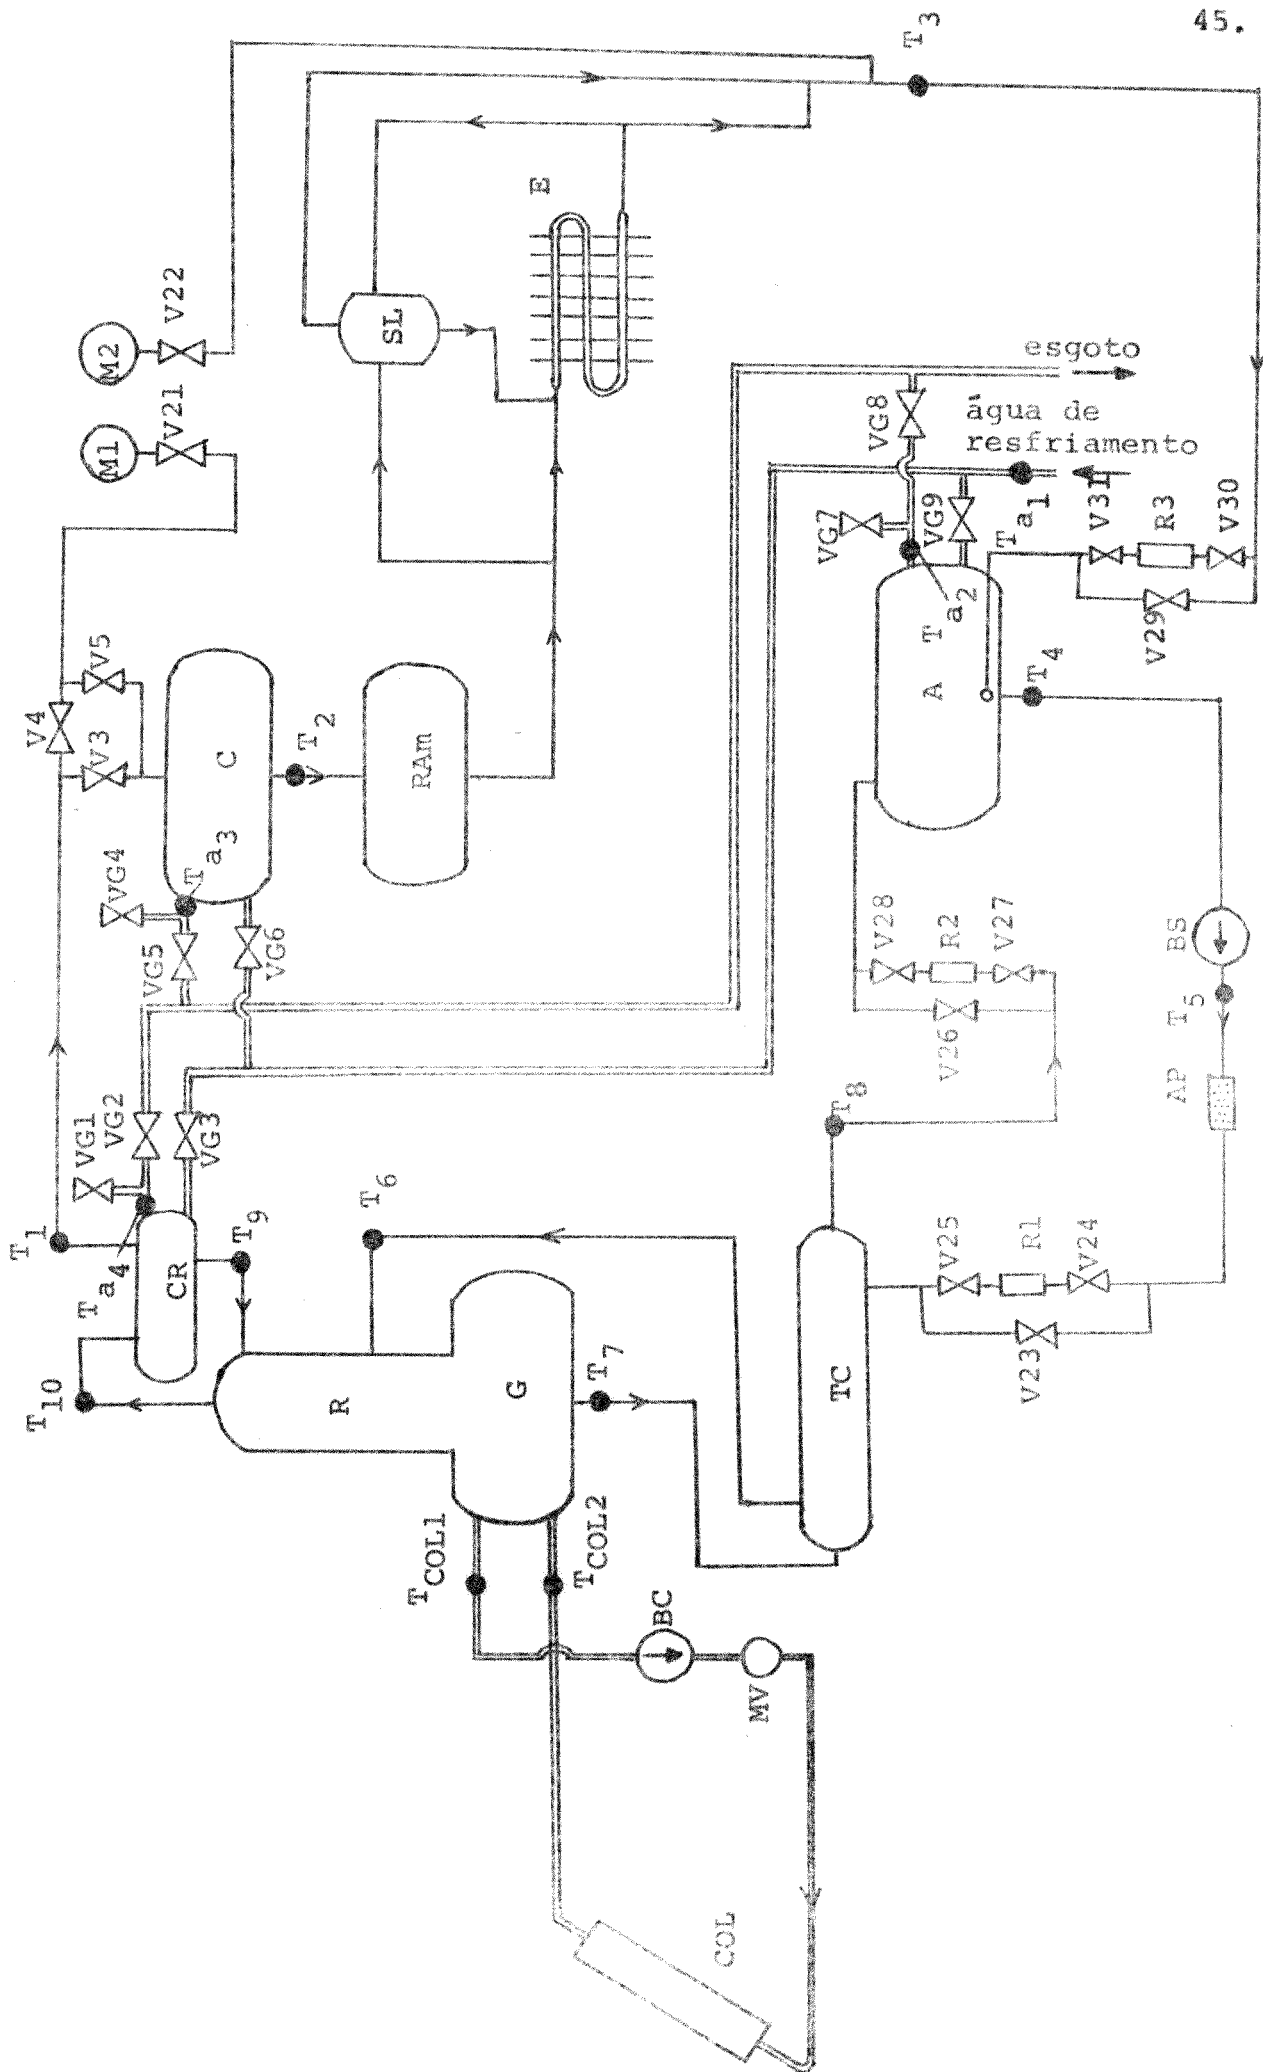 45.
T3
M2
V22
M1
V21
SL
E
esgoto
água de
resfriamento
V4
V5
V3
C
T2
RAm
Ta3
VG4
VG5
VG6
VG8
VG7
VG9
Ta1
Ta2
A
T4
V31
R3
V30
V29
V28
R2
V27
V26
BS
T5
AP
T8
VG1
VG2
VG3
T1
Ta4
CR
T9
T10
T6
R
G
T7
TCOL1
TCOL2
TC
V25
R1
V24
V23
BC
MV
COL